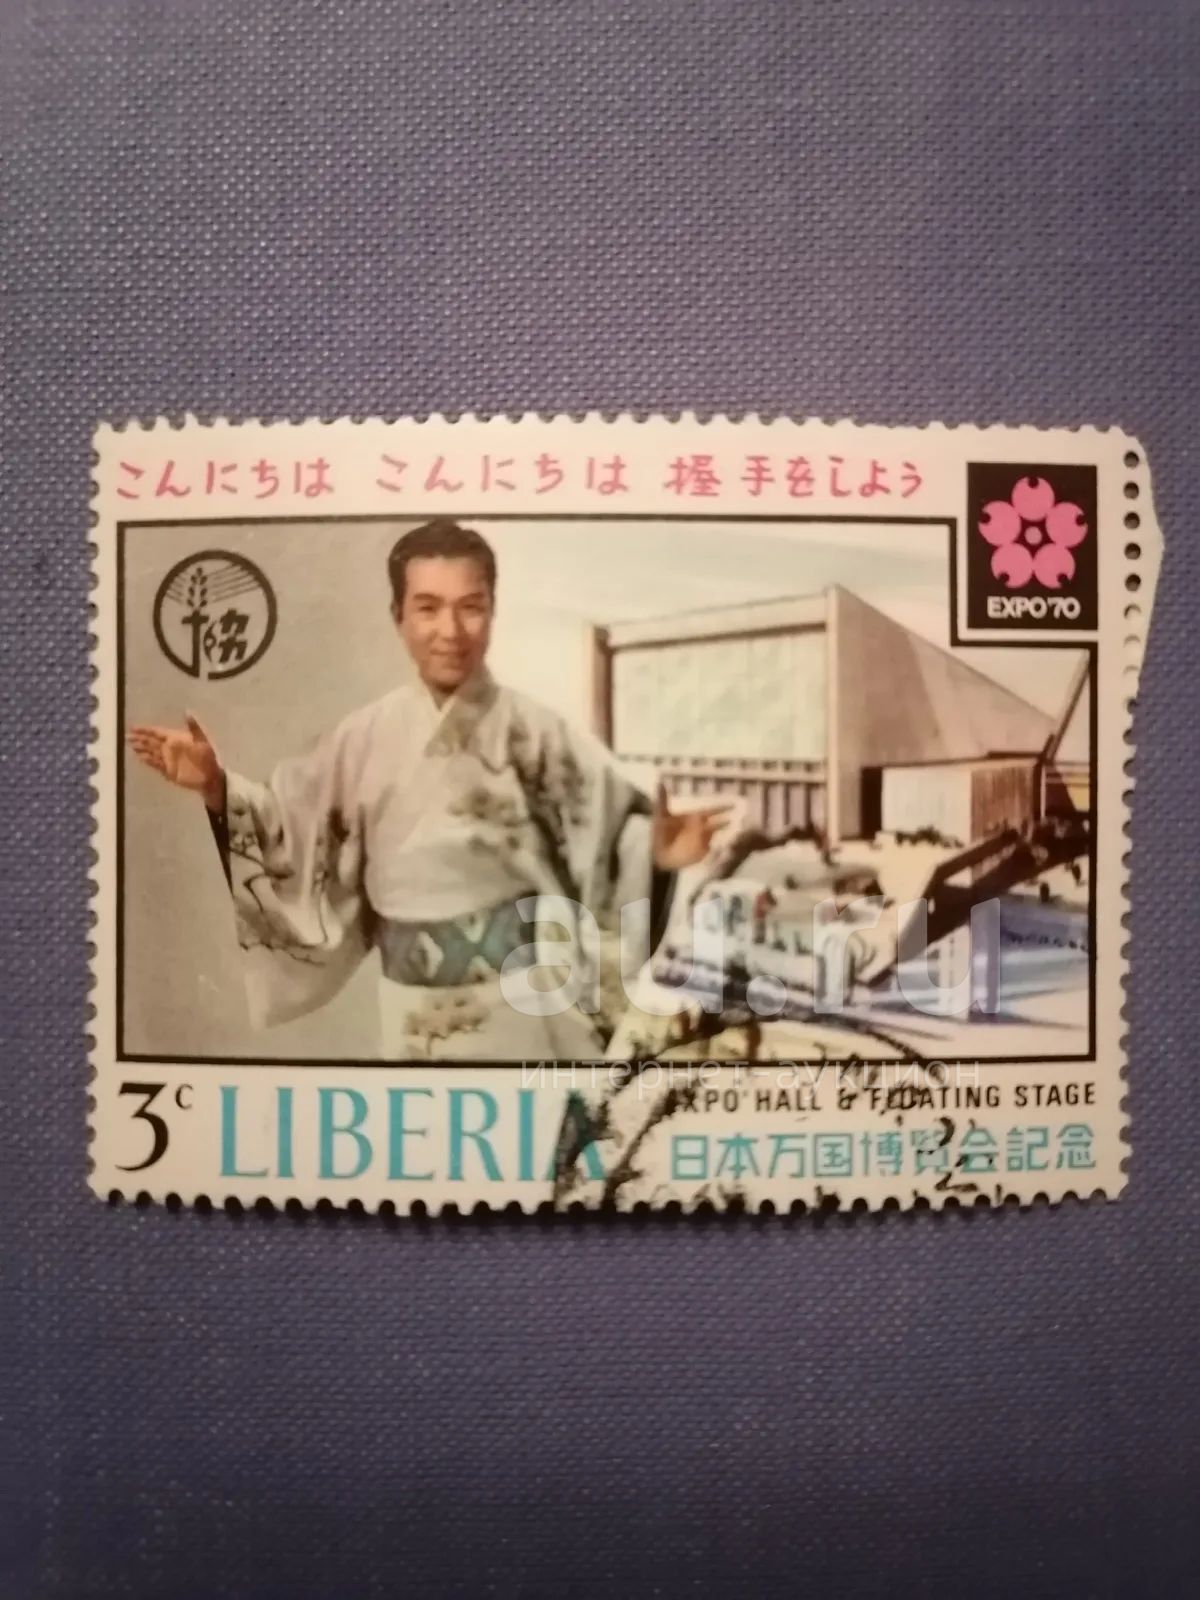 こんにちは こんにちは 握手をしよう
EXPO'70
協
au.ru
интернет-аукцион
3c LIBERIA
EXPO HALL & FLOATING STAGE
日本万国博覧会記念